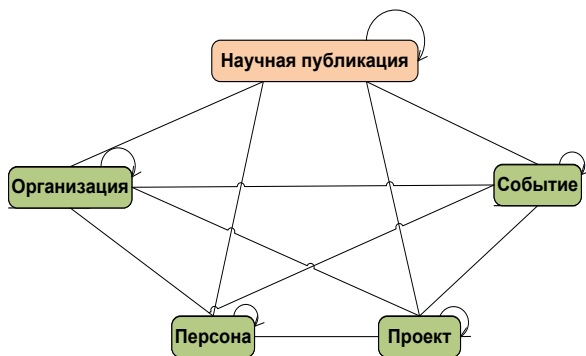 Научная публикация
Организация
Событие
Персона
Проект